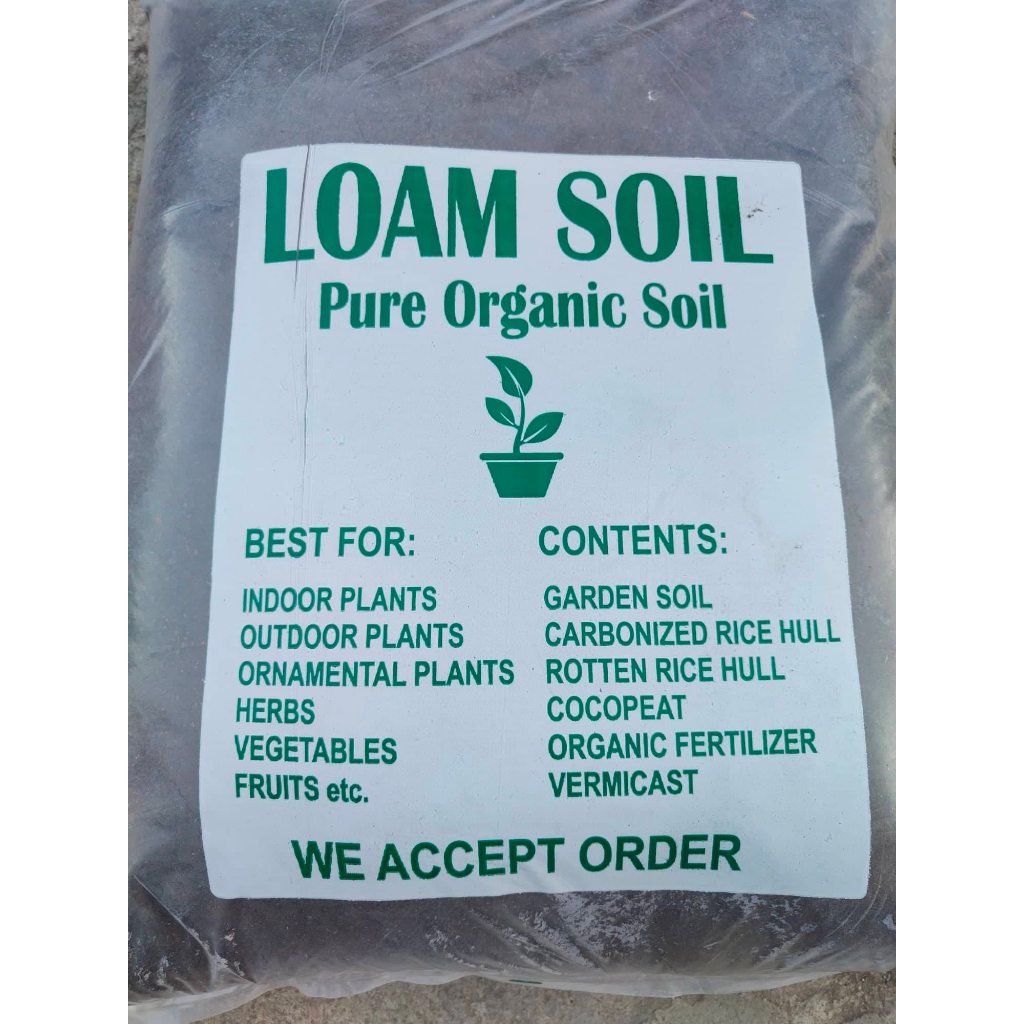 LOAM SOIL
Pure Organic Soil
BEST FOR:
INDOOR PLANTS
OUTDOOR PLANTS
ORNAMENTAL PLANTS
HERBS
VEGETABLES
FRUITS etc.
CONTENTS:
GARDEN SOIL
CARBONIZED RICE HULL
ROTTEN RICE HULL
COCOPEAT
ORGANIC FERTILIZER
VERMICAST
WE ACCEPT ORDER